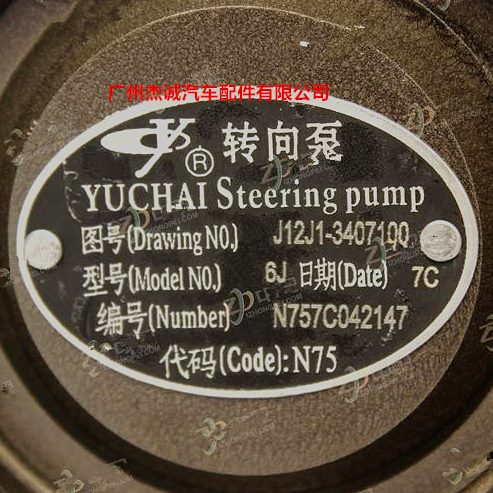 广州杰诚汽车配件有限公司
® 转向泵
YUCHAI Steering pump
图号(Drawing NO.) J12J1-3407100
型号(Model NO.) 6J 日期(Date) 7C
编号(Number) N757C042147
代码(Code): N75